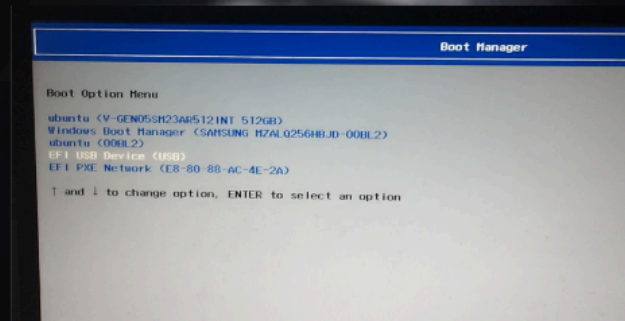 Boot Manager
Boot Option Menu
ubuntu (V-GEN05SM23AR512INT 512GB)
Windows Boot Manager (SAMSUNG MZALQ256HBJD-00BL2)
ubuntu (00BL2)
EFI USB Device (USB)
EFI PXE Network (E8-80-88-AC-4E-2A)
↑ and ↓ to change option, ENTER to select an option